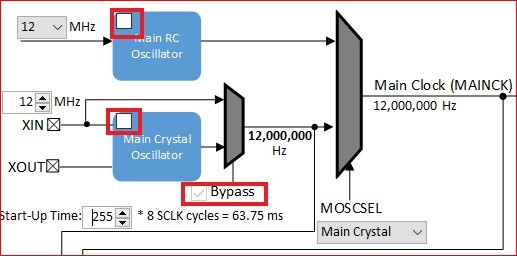 12 MHz
Main RC
Oscillator
Main Clock (MAINCK)
12,000,000 Hz
12 MHz
XIN
Main Crystal
Oscillator
12,000,000
Hz
XOUT
Bypass
MOSCSEL
Start-Up Time: 255 * 8 SCLK cycles = 63.75 ms
Main Crystal